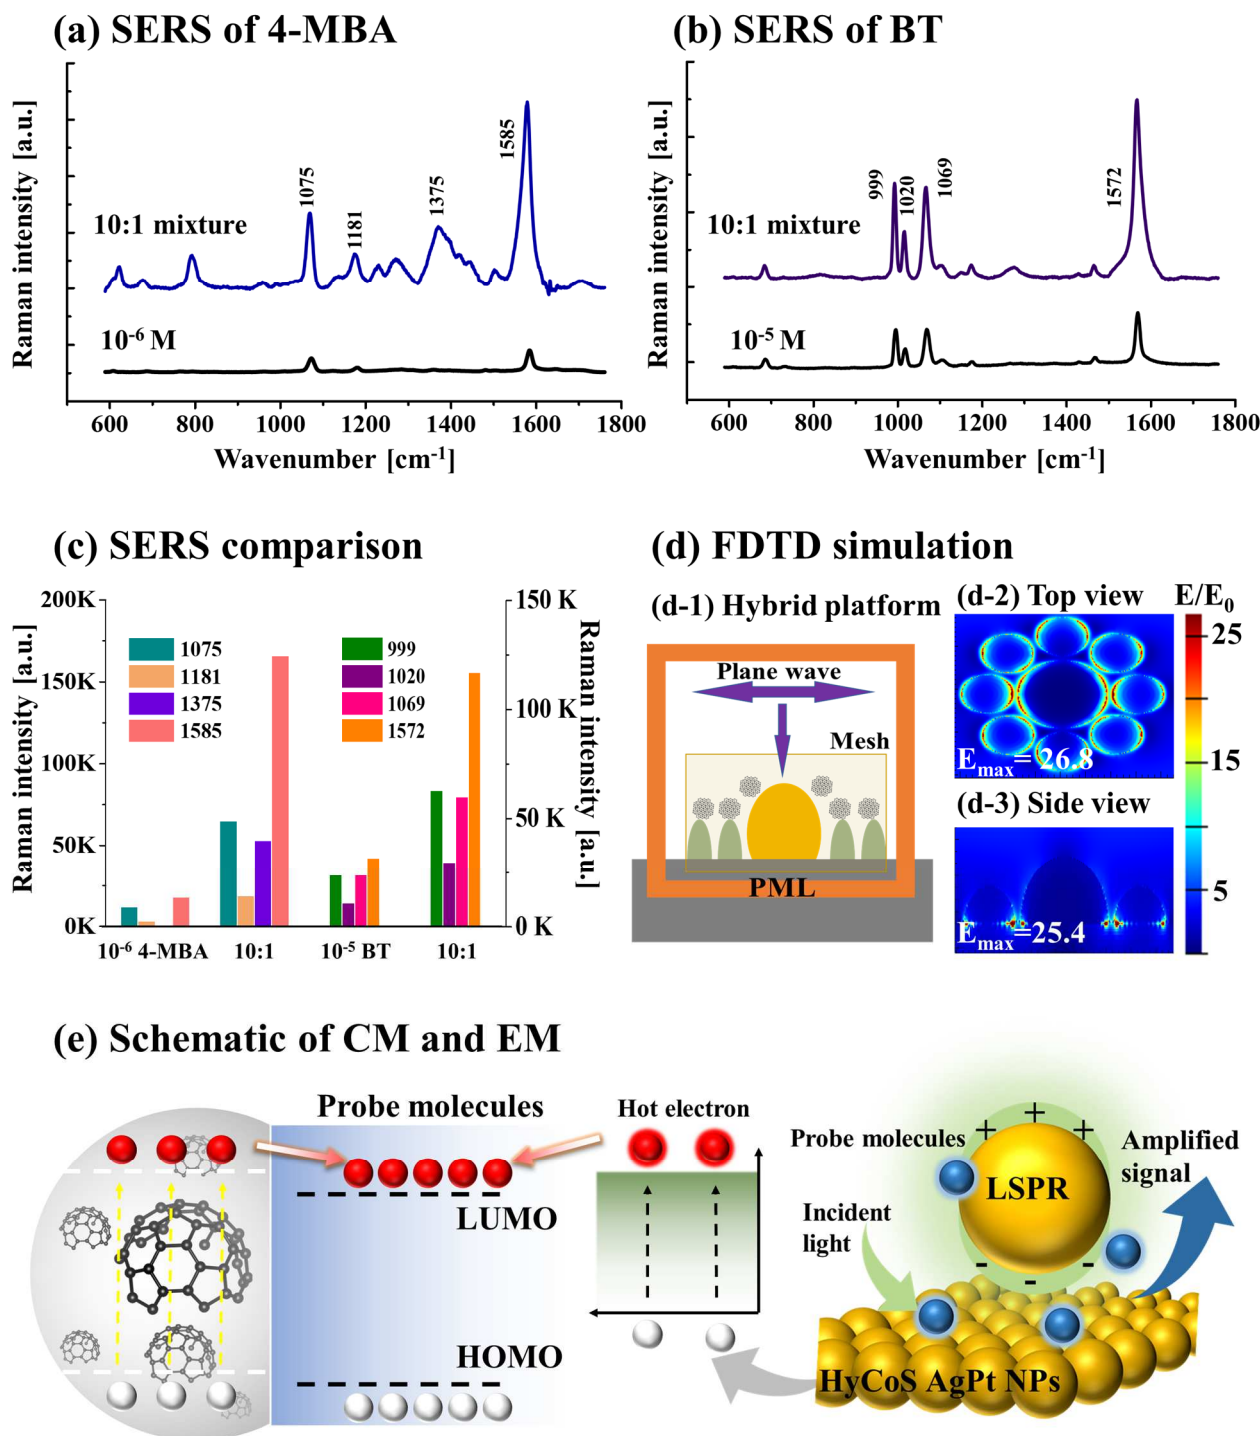 (a) SERS of 4-MBA
Raman intensity [a.u.]
10:1 mixture
10⁻⁶ M
1075
1181
1375
1585
600 800 1000 1200 1400 1600 1800
Wavenumber [cm⁻¹]
(b) SERS of BT
Raman intensity [a.u.]
10:1 mixture
10⁻⁵ M
999
1020
1069
1572
600 800 1000 1200 1400 1600 1800
Wavenumber [cm⁻¹]
(c) SERS comparison
Raman intensity [a.u.]
200K
150K
100K
50K
0K
1075
1181
1375
1585
999
1020
1069
1572
150 K
100 K
50 K
0 K
Raman intensity [a.u.]
10⁻⁶ 4-MBA 10:1 10⁻⁵ BT 10:1
(d) FDTD simulation
(d-1) Hybrid platform
Plane wave
Mesh
PML
(d-2) Top view
Emax = 26.8
(d-3) Side view
Emax=25.4
E/E₀
25
15
5
(e) Schematic of CM and EM
Probe molecules
LUMO
HOMO
Hot electron
Probe molecules
Incident
light
+ + +
LSPR
- - -
Amplified
signal
HyCoS AgPt NPs